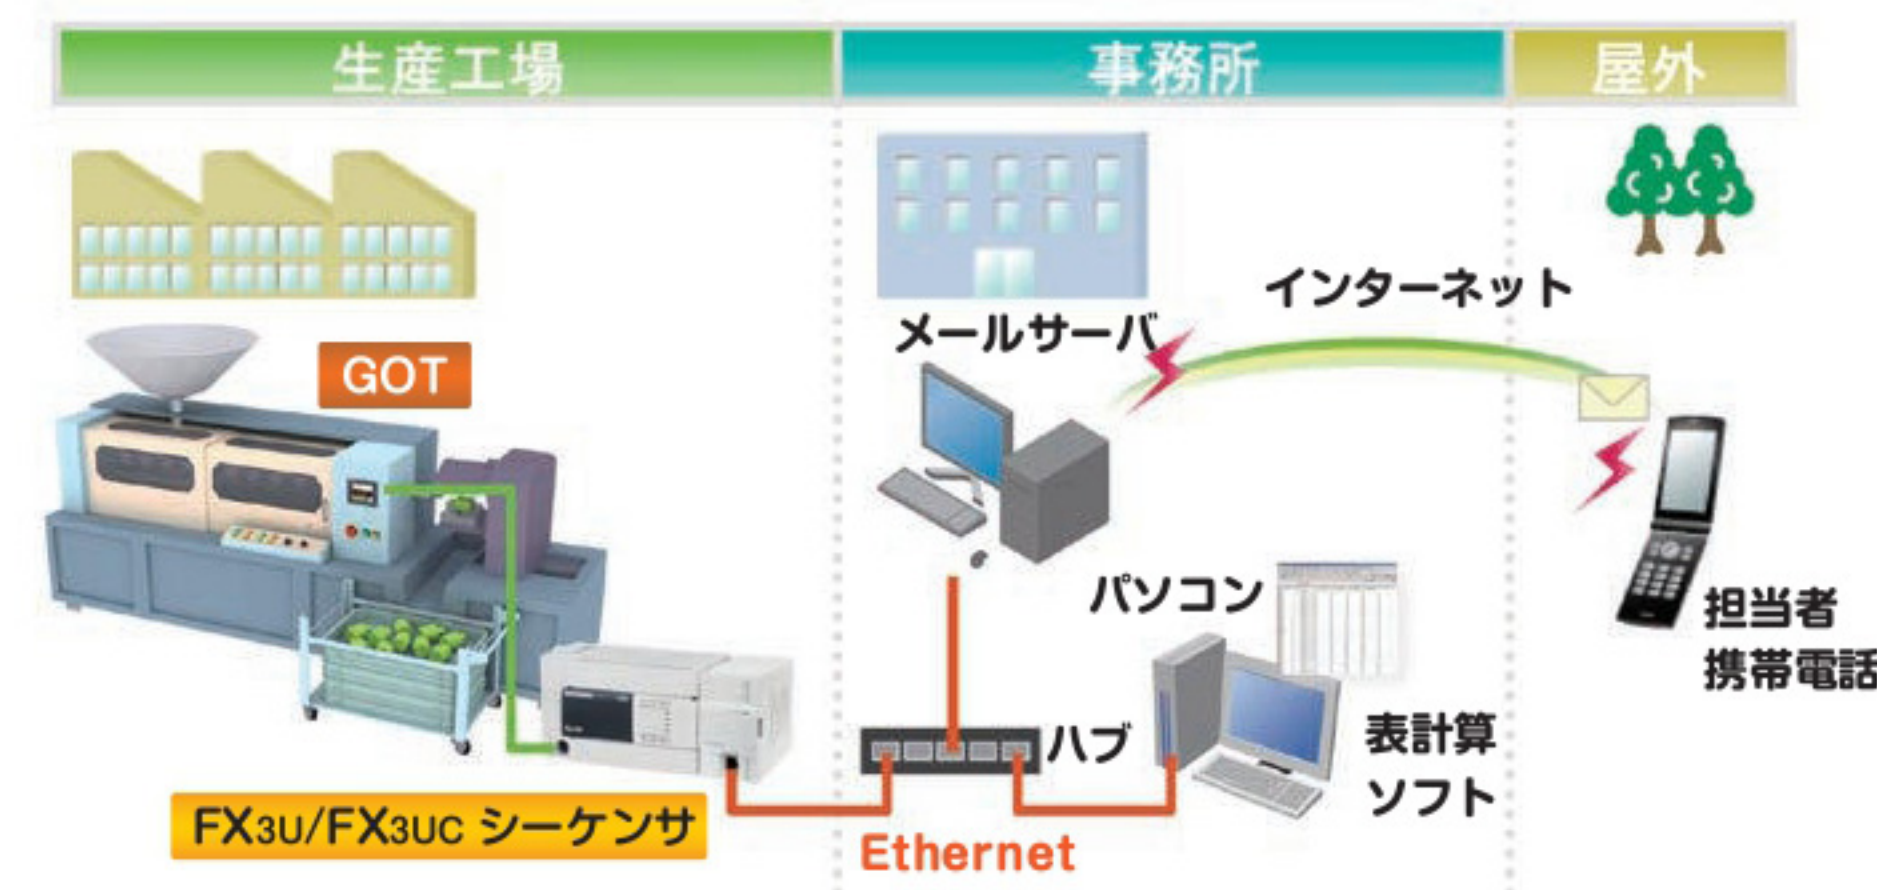 生産工場
事務所
屋外
インターネット
メールサーバ
GOT
パソコン
担当者
携帯電話
ハブ
表計算
ソフト
FX3U/FX3UC シーケンサ
Ethernet